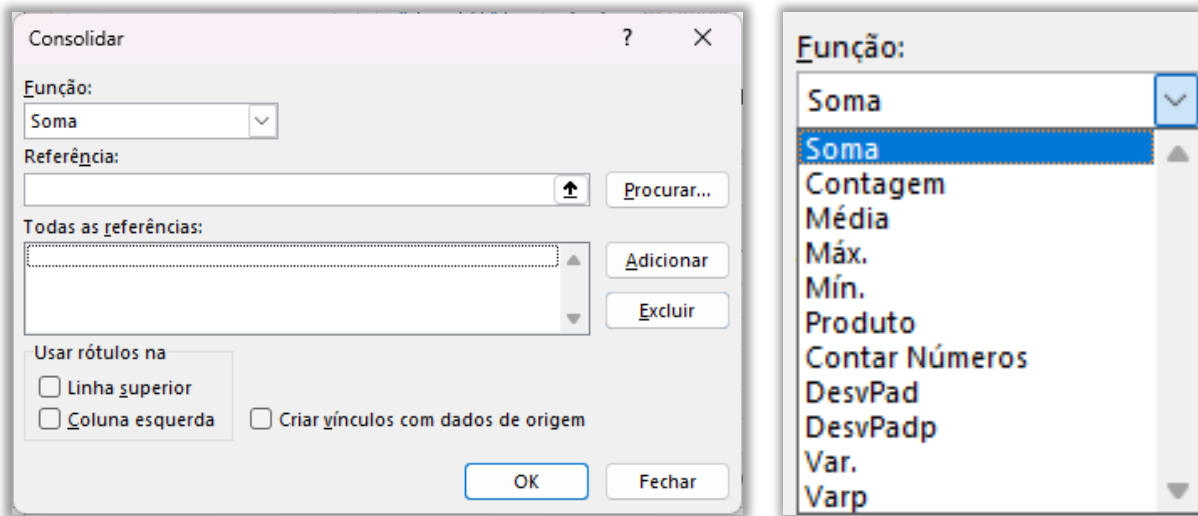 Consolidar ? X
Função:
Soma
Referência:
Procurar...
Todas as referências:
Adicionar
Excluir
Usar rótulos na
Linha superior
Coluna esquerda
Criar vínculos com dados de origem
OK
Fechar
Função:
Soma
Soma
Contagem
Média
Máx.
Mín.
Produto
Contar Números
DesvPad
DesvPadp
Var.
Varp